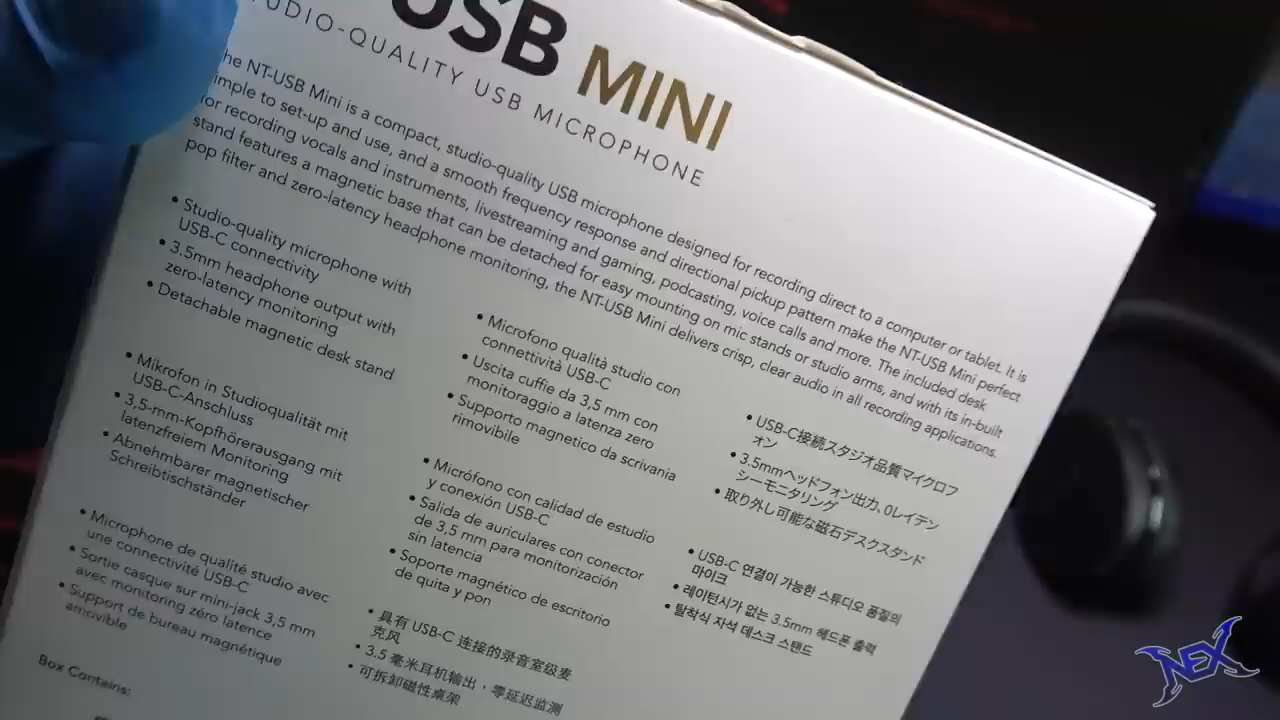 USB MINI
TUDIO-QUALITY USB MICROPHONE
he NT-USB Mini is a compact, studio-quality USB microphone designed for recording direct to a computer or tablet. It is
imple to set-up and use, and a smooth frequency response and directional pickup pattern make the NT-USB Mini perfect
for recording vocals and instruments, livestreaming and gaming, podcasting, voice calls and more. The included desk
stand features a magnetic base that can be detached for easy mounting on mic stands or studio arms, and with its in-built
pop filter and zero-latency headphone monitoring, the NT-USB Mini delivers crisp, clear audio in all recording applications.
• Studio-quality microphone with
USB-C connectivity
• 3.5mm headphone output with
zero-latency monitoring
• Detachable magnetic desk stand
• Mikrofon in Studioqualität mit
USB-C-Anschluss
• 3,5-mm-Kopfhörerausgang mit
latenzfreiem Monitoring
• Abnehmbarer magnetischer
Schreibtischständer
• Microphone de qualité studio avec
une connectivité USB-C
• Sortie casque sur mini-jack 3,5 mm
avec monitoring zéro latence
• Support de bureau magnétique
amovible
• Microfono qualità studio con
connettività USB-C
• Uscita cuffie da 3,5 mm con
monitoraggio a latenza zero
• Supporto magnetico da scrivania
rimovibile
• Micrófono con calidad de estudio
y conexión USB-C
• Salida de auriculares con conector
de 3,5 mm para monitorización
sin latencia
• Soporte magnético de escritorio
de quita y pon
• 具有 USB-C 连接的录音室级麦
克风
• 3.5 毫米耳机输出，零延迟监测
• 可拆卸磁性桌架
• USB-C接続スタジオ品質マイクロフ
ォン
• 3.5mmヘッドフォン出力、0レイテン
シーモニタリング
• 取り外し可能な磁石デスクスタンド
• USB-C 연결이 가능한 스튜디오 품질의
마이크
• 레이턴시가 없는 3.5mm 헤드폰 출력
• 탈착식 자석 데스크 스탠드
Box Contains:
NEX